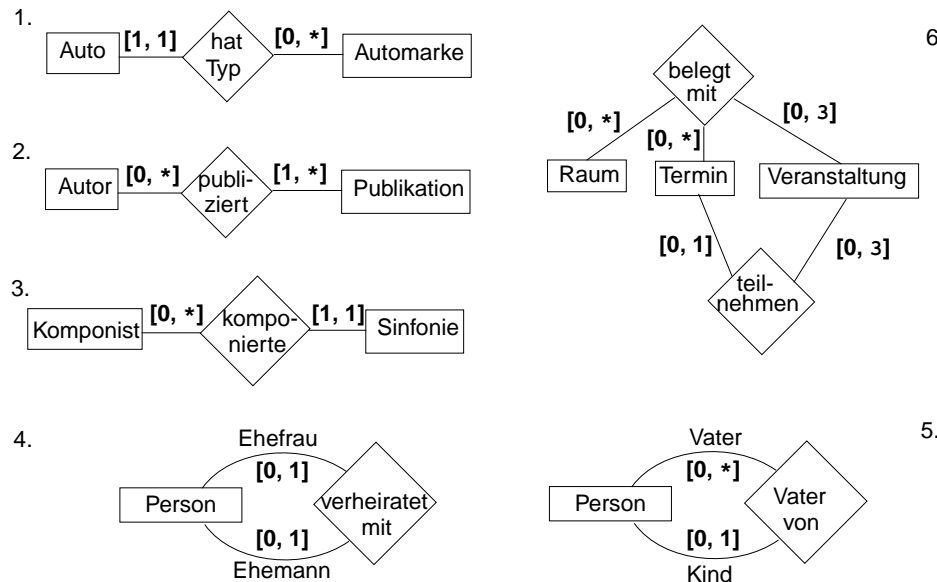 1.
Auto
[1, 1]
hat
Typ
[0, *]
Automarke
2.
Autor
[0, *]
publi-
ziert
[1, *]
Publikation
3.
Komponist
[0, *]
kompo-
nierte
[1, 1]
Sinfonie
6
belegt
mit
[0, *]
[0, *]
[0, 3]
Raum
Termin
Veranstaltung
[0, 1]
[0, 3]
teil-
nehmen
4.
Ehefrau
[0, 1]
Person
verheiratet
mit
[0, 1]
Ehemann
5.
Vater
[0, *]
Person
Vater
von
[0, 1]
Kind